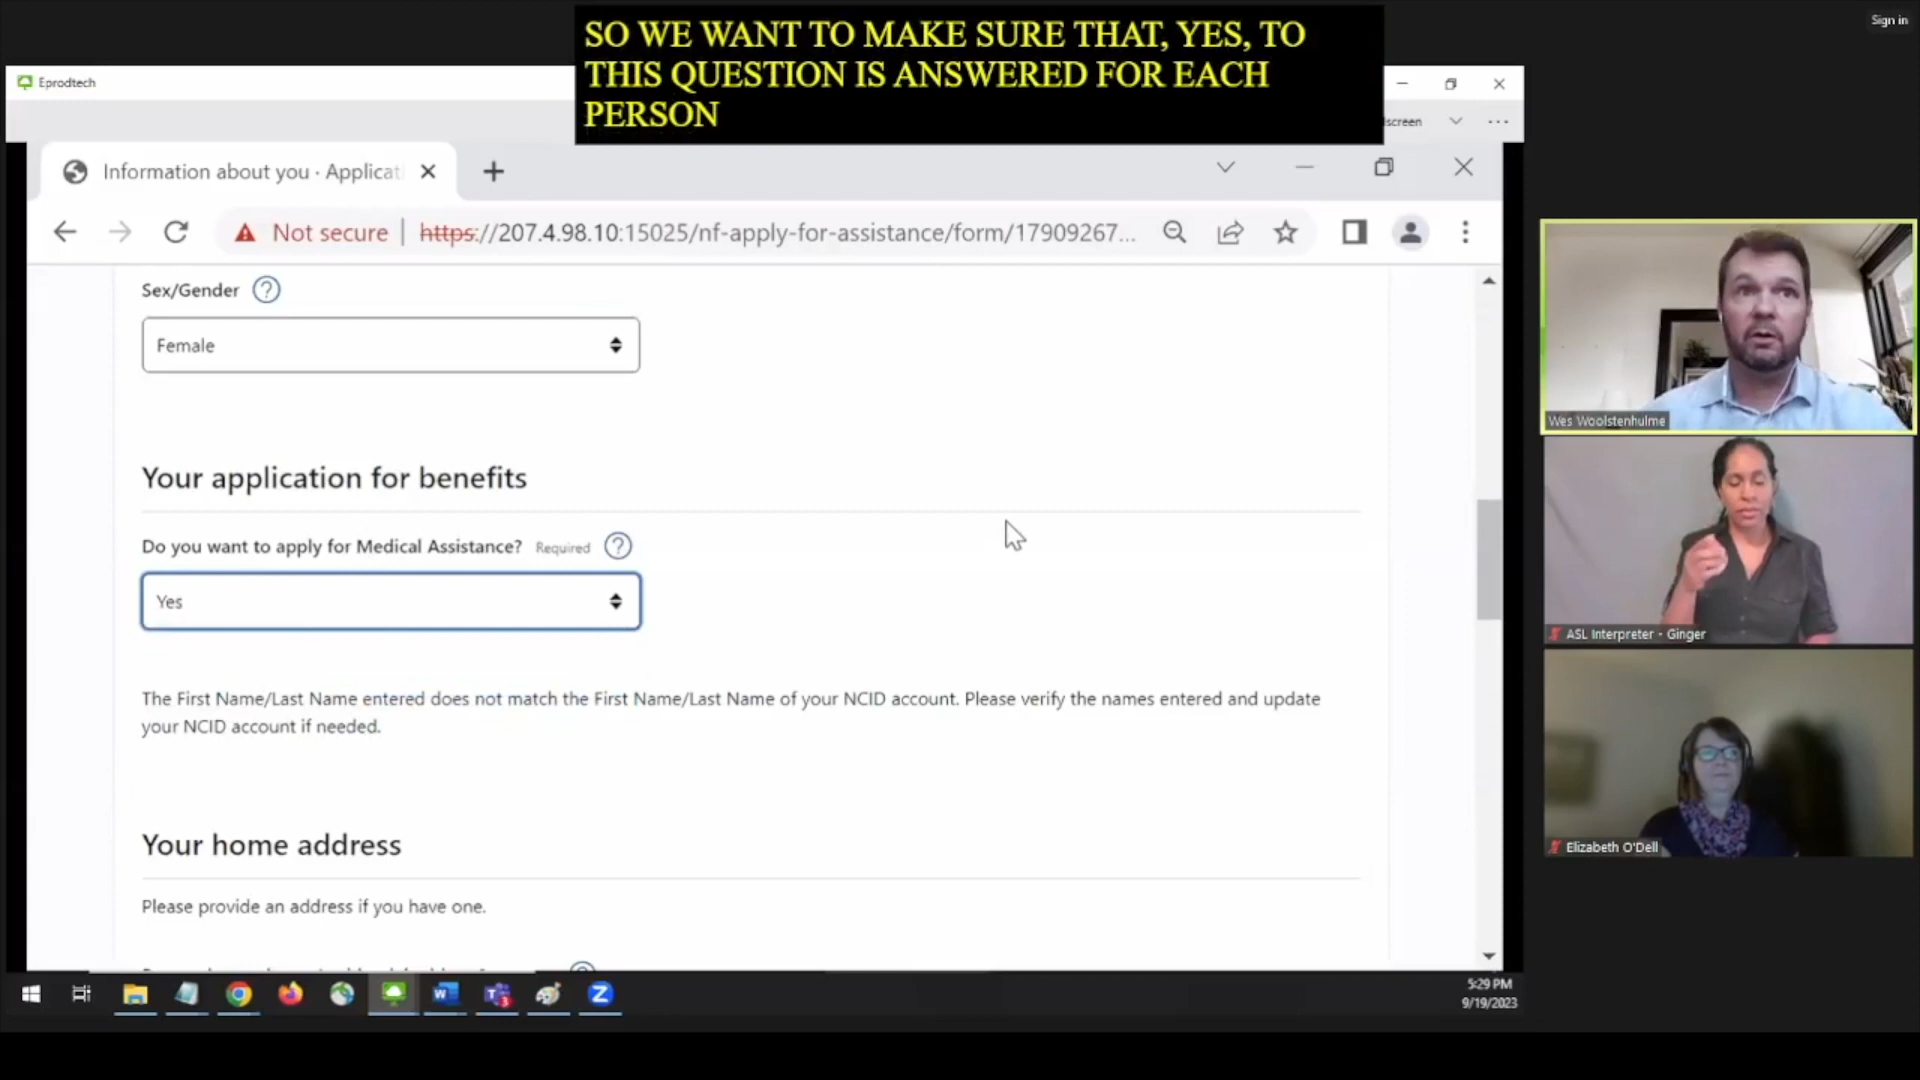 SO WE WANT TO MAKE SURE THAT, YES, TO
THIS QUESTION IS ANSWERED FOR EACH
PERSON
Sign in
Eprodtech
Information about you · Applicat
Not secure
https://207.4.98.10:15025/nf-apply-for-assistance/form/17909267...
Sex/Gender
Female
Your application for benefits
Do you want to apply for Medical Assistance? Required
Yes
The First Name/Last Name entered does not match the First Name/Last Name of your NCID account. Please verify the names entered and update
your NCID account if needed.
Your home address
Please provide an address if you have one.
Wes Woolstenhulme
ASL Interpreter - Ginger
Elizabeth O'Dell
5:29 PM
9/19/2023